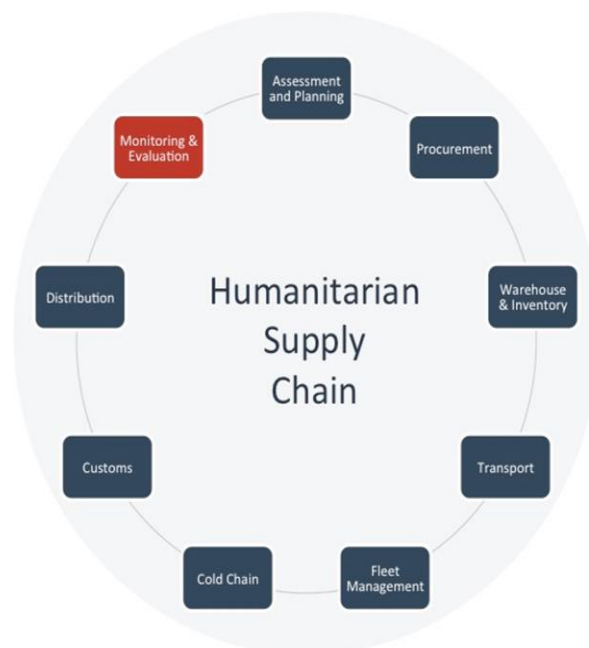 Assessment
and Planning
Monitoring &
Evaluation
Procurement
Distribution
Humanitarian
Supply
Chain
Warehouse
& Inventory
Customs
Transport
Cold Chain
Fleet
Management